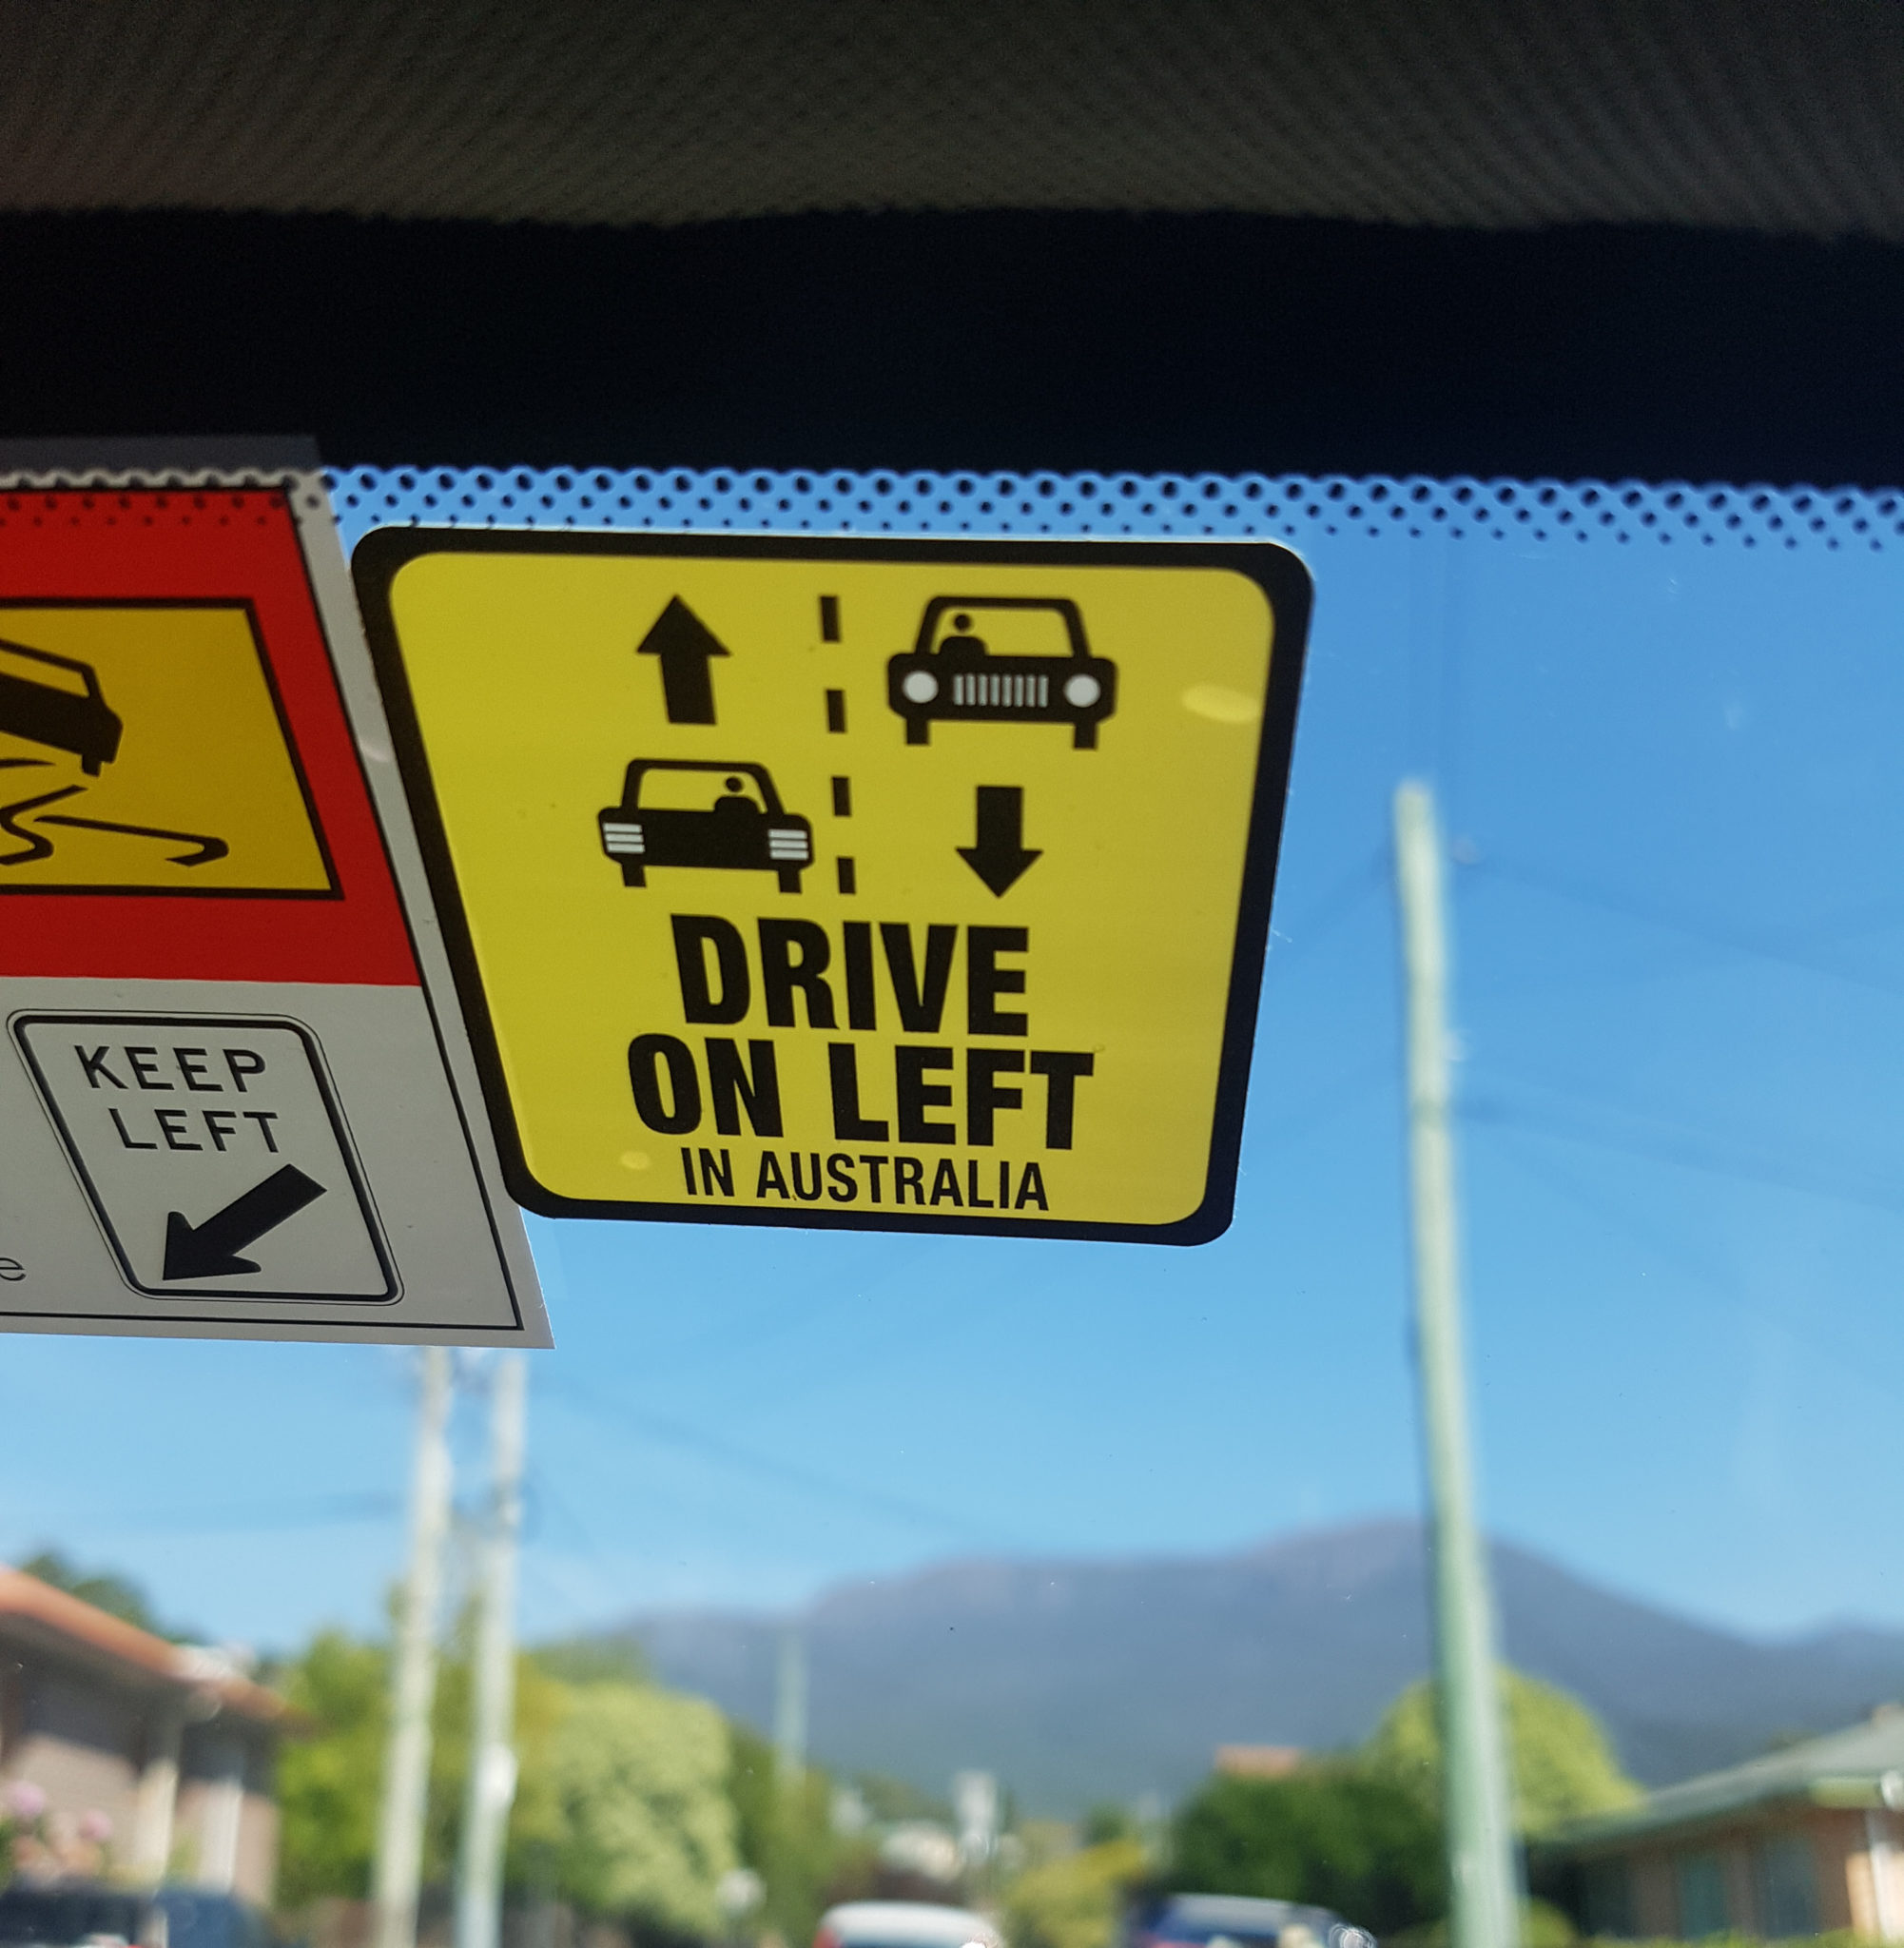 KEEP
LEFT
e
DRIVE
ON LEFT
IN AUSTRALIA